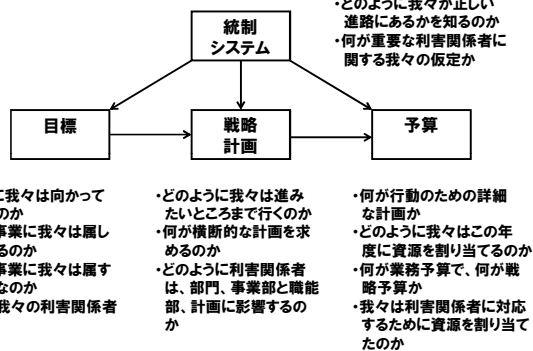 ・どのように我々が正しい
進路にあるかを知るのか
・何が重要な利害関係者に
関する我々の仮定か
統制
システム
目標
戦略
計画
予算
に我々は向かって
のか
事業に我々は属し
るのか
事業に我々は属す
なのか
我々の利害関係者
・どのように我々は進み
たいところまで行くのか
・何が横断的な計画を求
めるのか
・どのように利害関係者
は、部門、事業部と職能
部、計画に影響するの
か
・何が行動のための詳細
な計画か
・どのように我々はこの年
度に資源を割り当てるのか
・何が業務予算で、何が戦
略予算か
・我々は利害関係者に対応
するために資源を割り当て
たのか